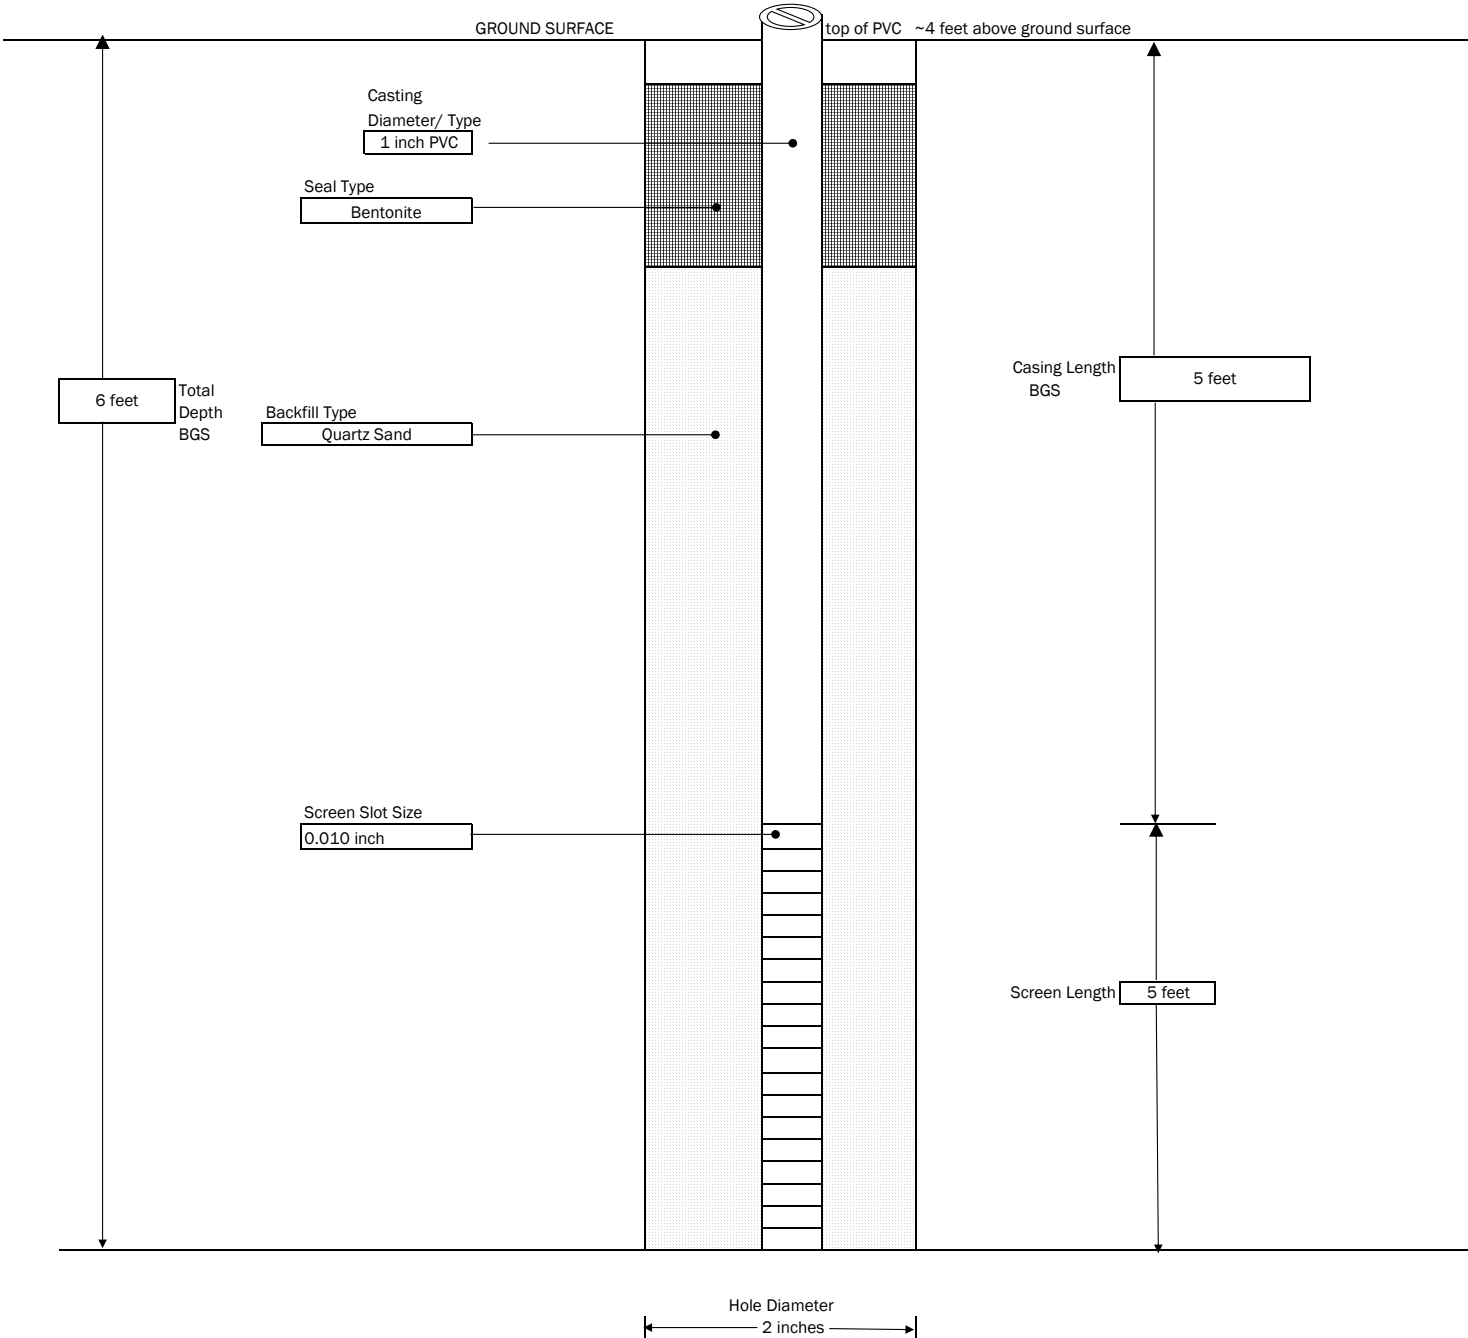 GROUND SURFACE
top of PVC ~4 feet above ground surface
Casting
Diameter/ Type
1 inch PVC
Seal Type
Bentonite
Casing Length
BGS
5 feet
6 feet
Total
Depth
BGS
Backfill Type
Quartz Sand
Screen Slot Size
0.010 inch
Screen Length
5 feet
Hole Diameter
2 inches